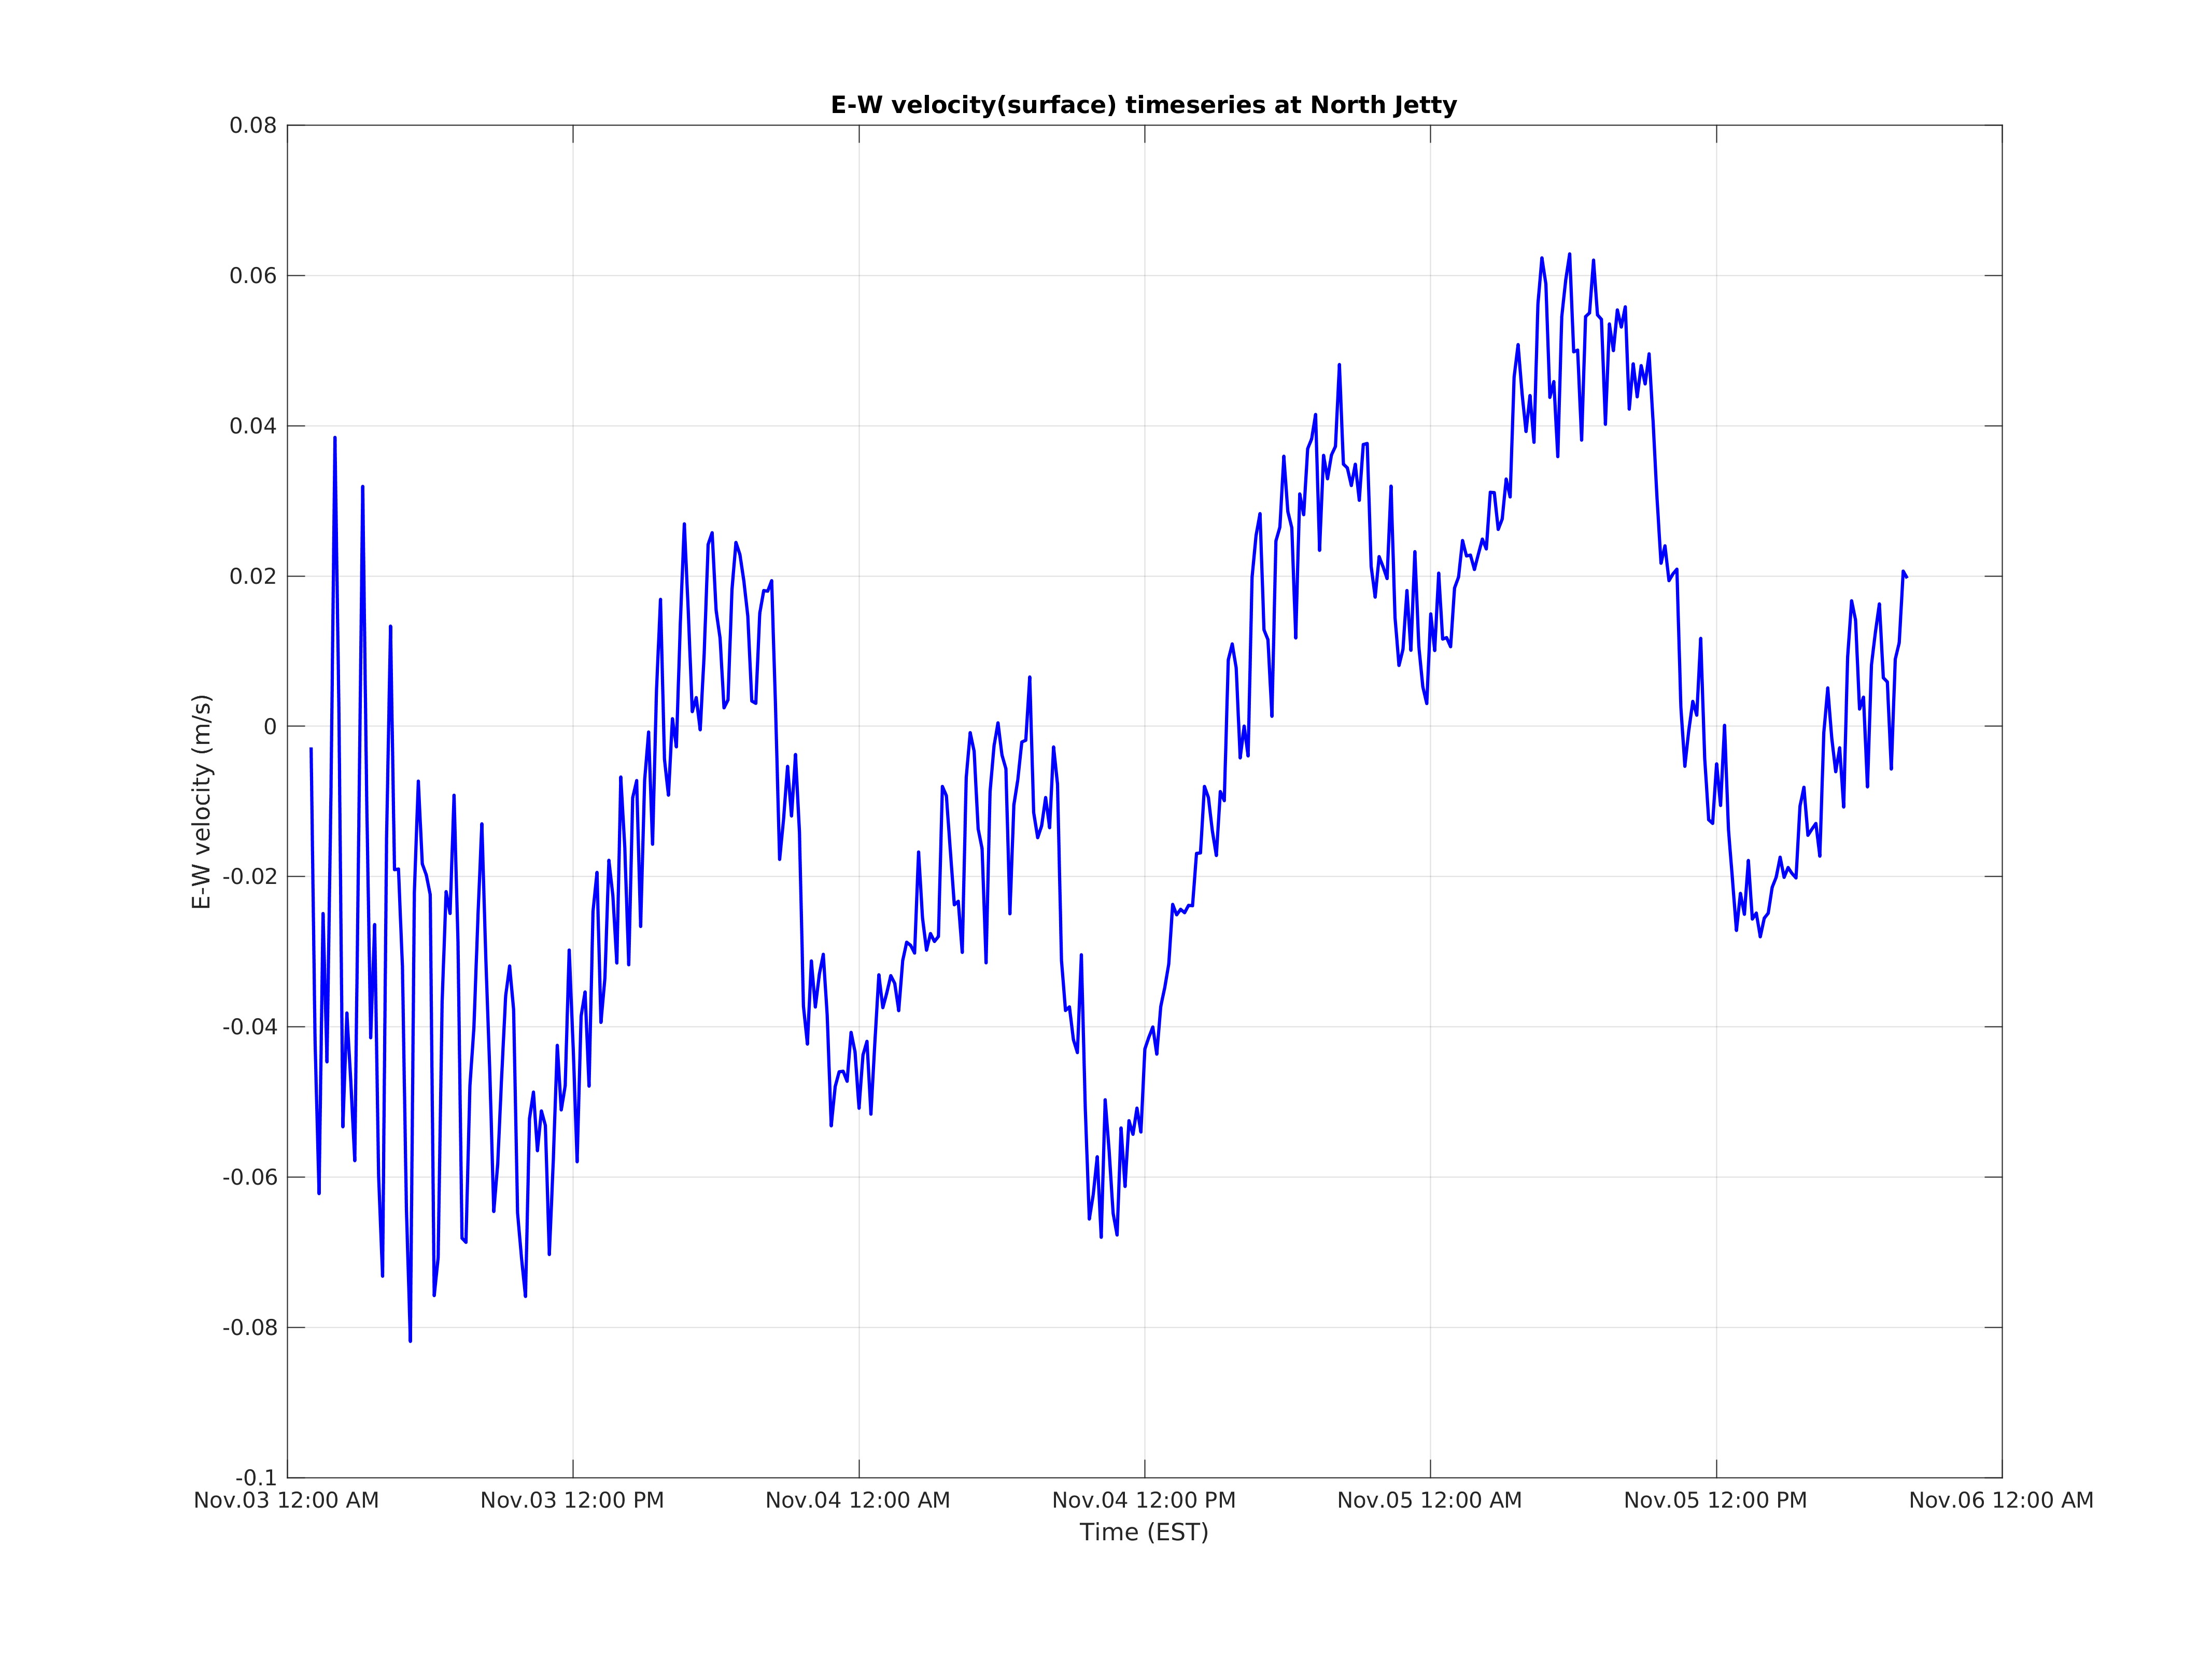 E-W velocity(surface) timeseries at North Jetty
0.08
0.06
0.04
0.02
0
-0.02
-0.04
-0.06
-0.08
-0.1
E-W velocity (m/s)
Nov.03 12:00 AM
Nov.03 12:00 PM
Nov.04 12:00 AM
Nov.04 12:00 PM
Nov.05 12:00 AM
Nov.05 12:00 PM
Nov.06 12:00 AM
Time (EST)